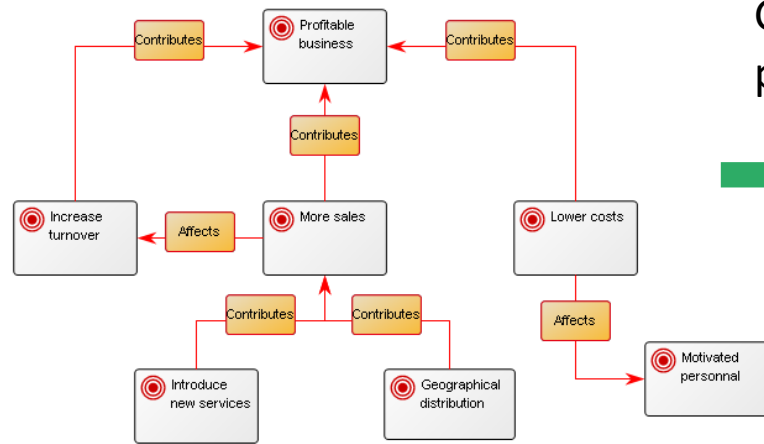 Profitable
business
Contributes
Contributes
Contributes
Increase
turnover
Affects
More sales
Lower costs
Contributes
Contributes
Affects
Introduce
new services
Geographical
distribution
Motivated
personnal